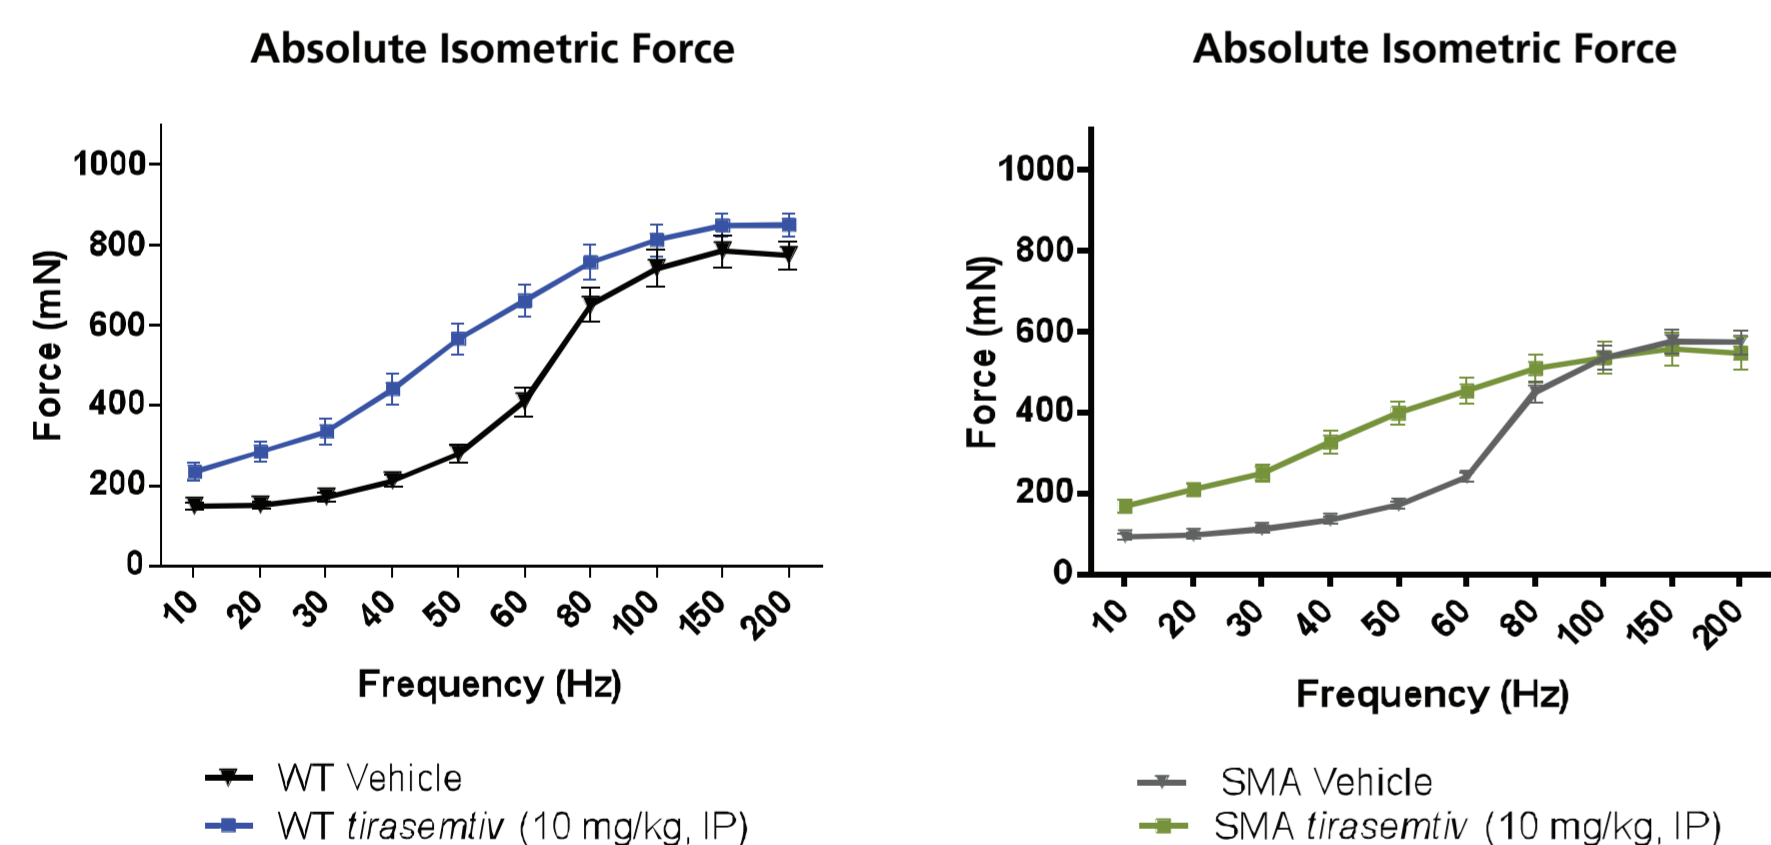 Absolute Isometric Force
1000
800
600
400
200
0
Force (mN)
10 20 30 40 50 60 80 100 150 200
Frequency (Hz)
WT Vehicle
WT tirasemtiv (10 mg/kg, IP)
Absolute Isometric Force
1000
800
600
400
200
0
Force (mN)
10 20 30 40 50 60 80 100 150 200
Frequency (Hz)
SMA Vehicle
SMA tirasemtiv (10 mg/kg, IP)